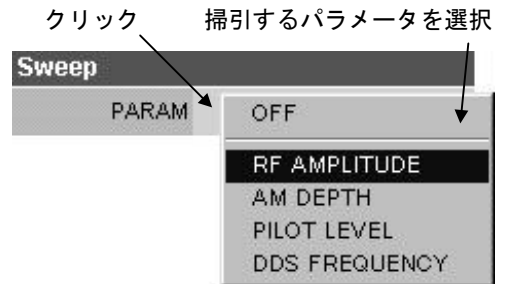 クリック 掃引するパラメータを選択
Sweep
PARAM OFF
RF AMPLITUDE
AM DEPTH
PILOT LEVEL
DDS FREQUENCY